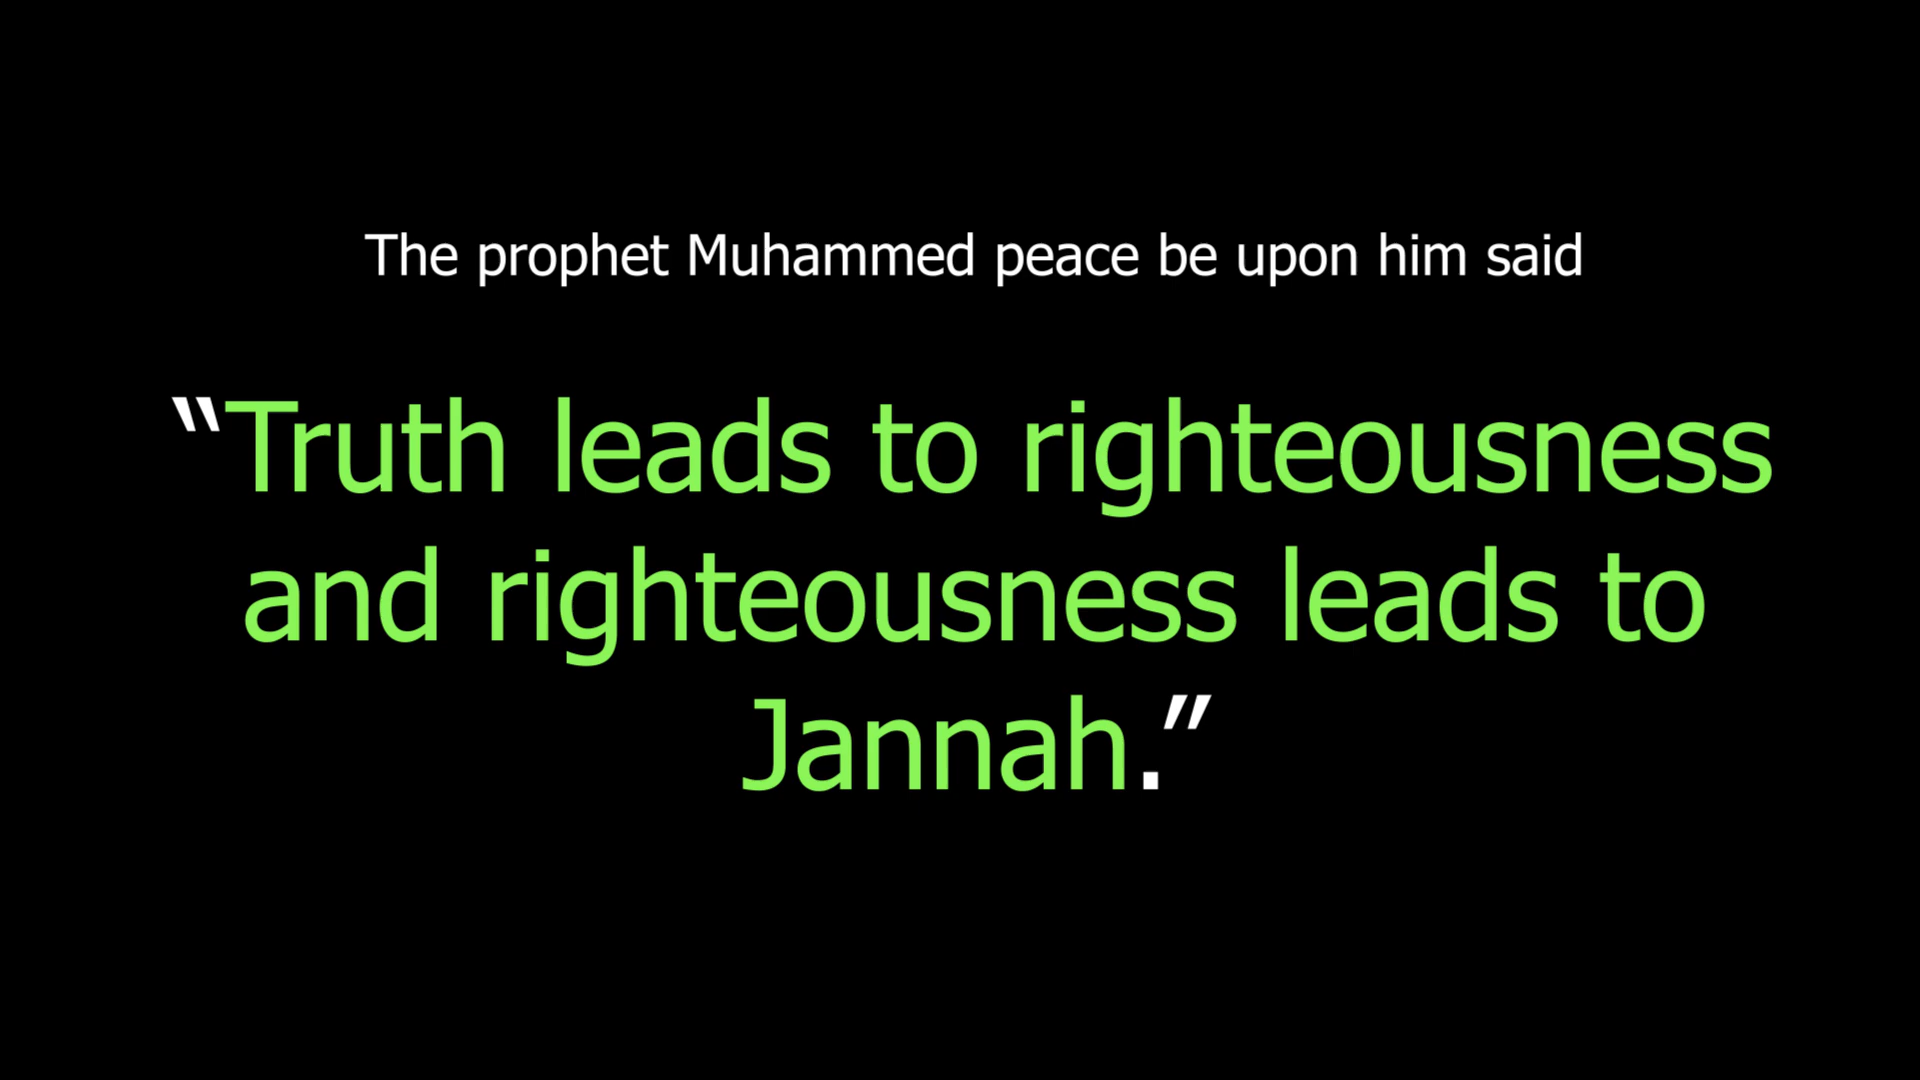 The prophet Muhammed peace be upon him said
“Truth leads to righteousness
and righteousness leads to
Jannah.”